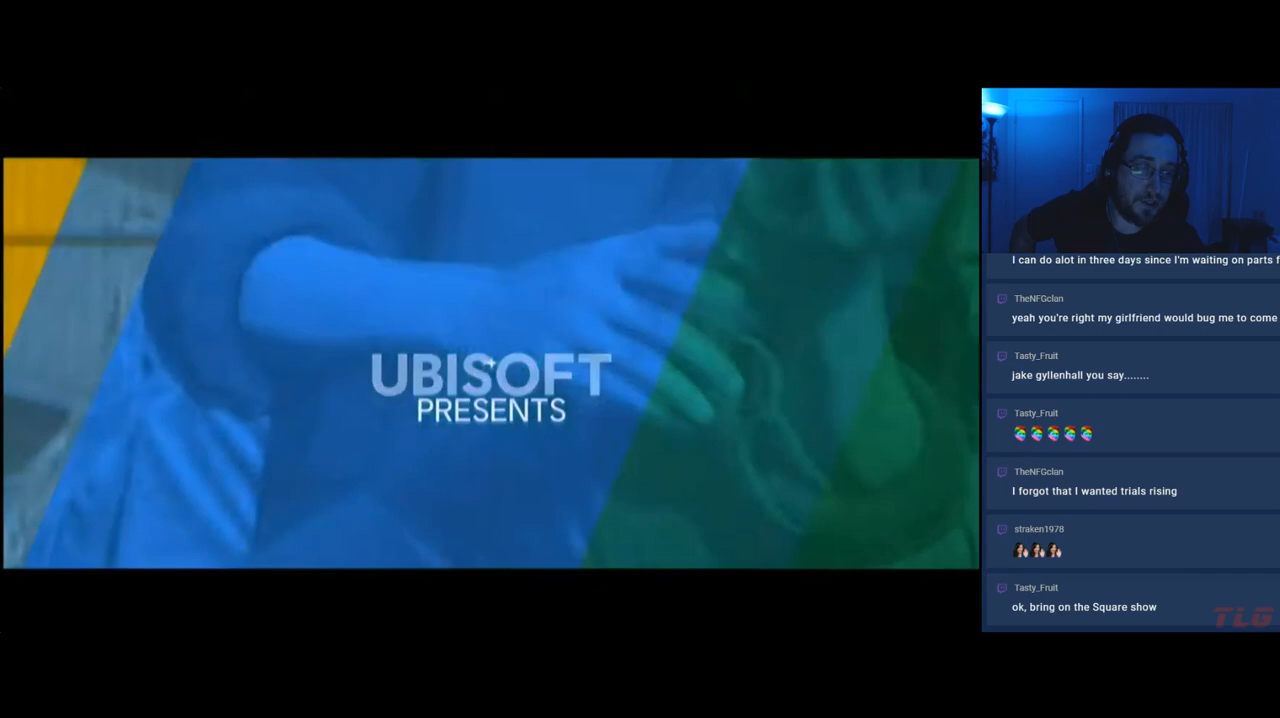 UBISOFT
PRESENTS
I can do alot in three days since I'm waiting on parts f
TheNFGclan
yeah you're right my girlfriend would bug me to come
Tasty_Fruit
jake gyllenhall you say........
Tasty_Fruit
TheNFGclan
I forgot that I wanted trials rising
straken1978
Tasty_Fruit
ok, bring on the Square show
TLG